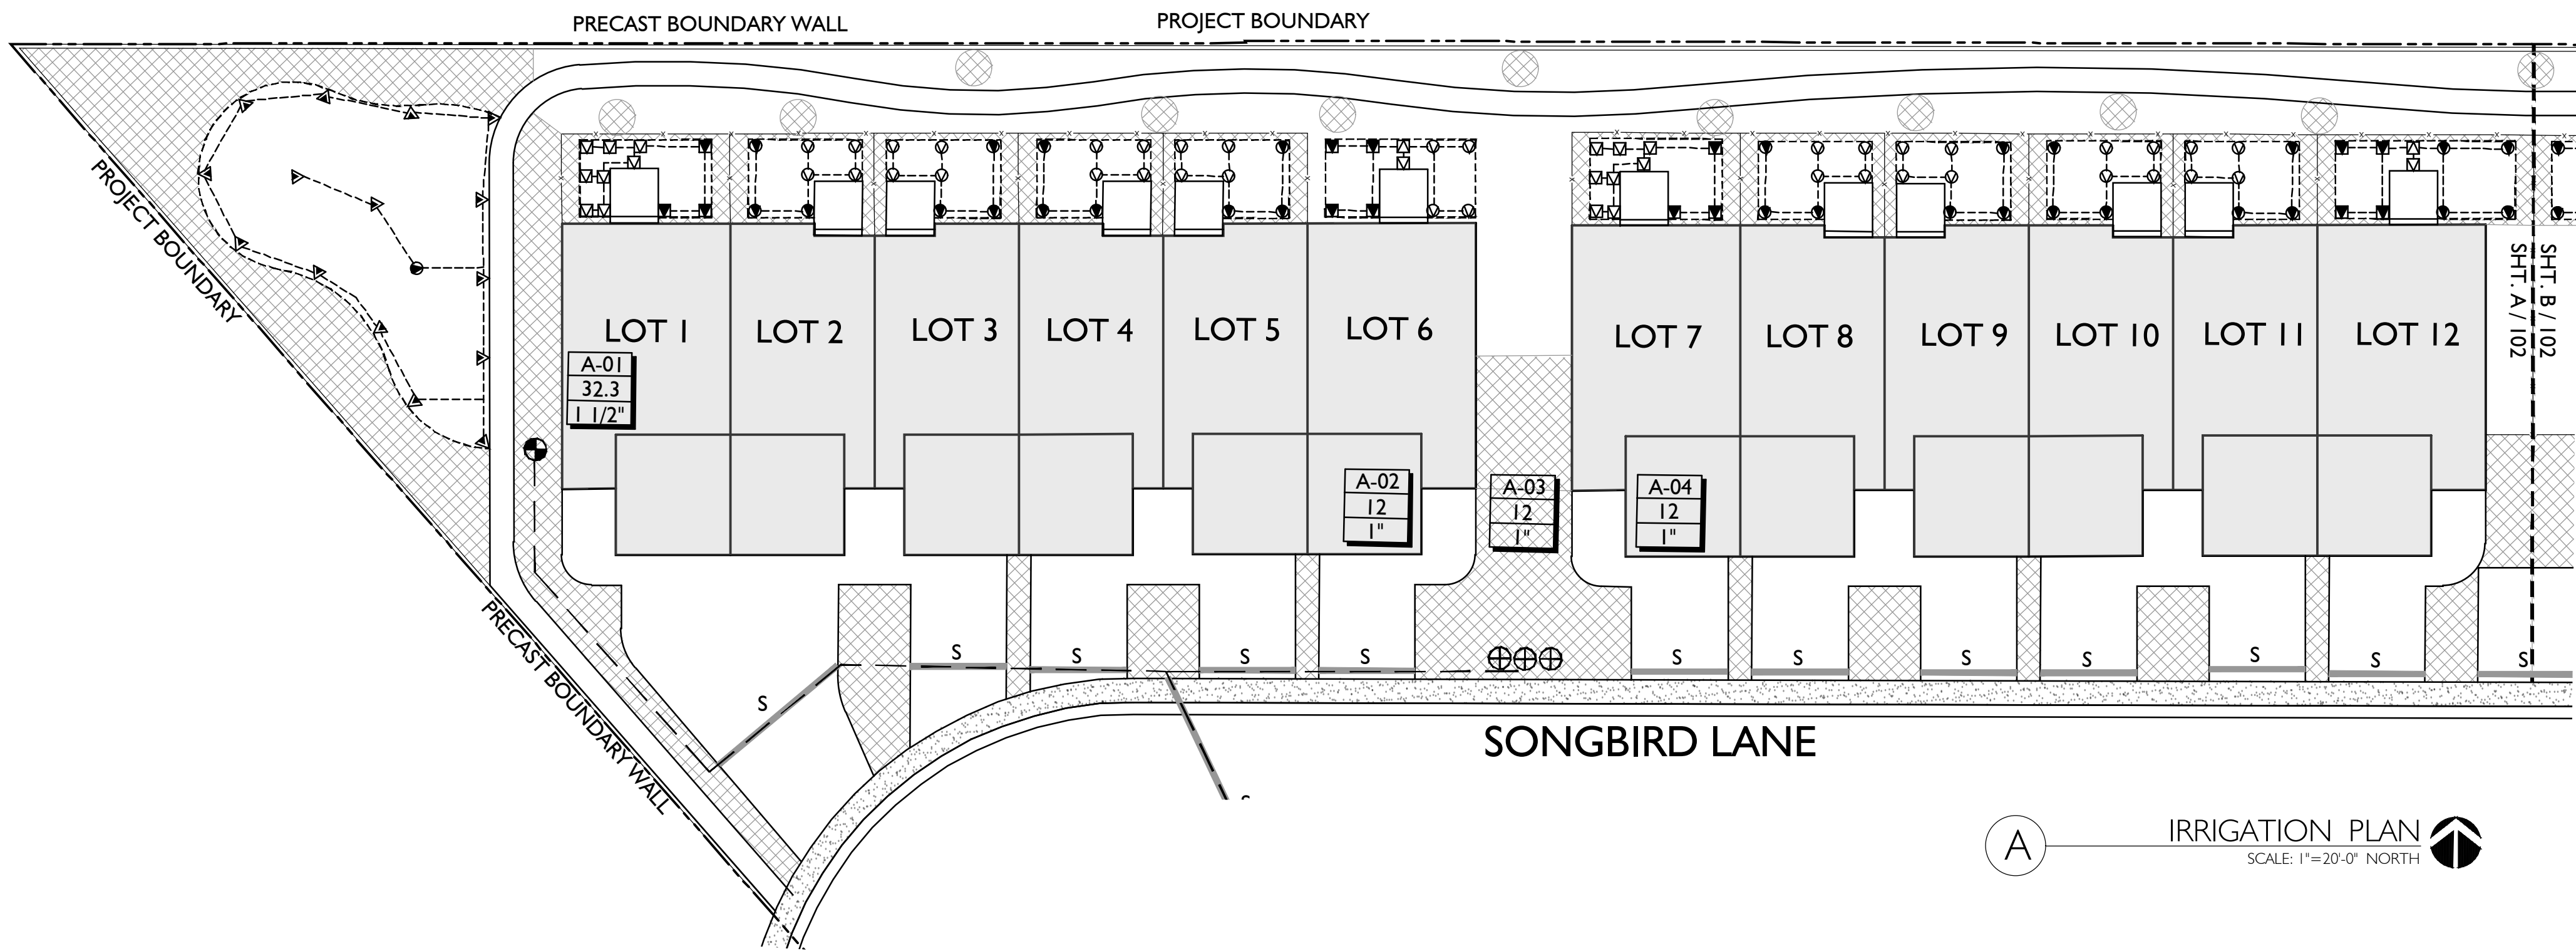 PRECAST BOUNDARY WALL
PROJECT BOUNDARY
PROJECT BOUNDARY
PRECAST BOUNDARY WALL
LOT 1
LOT 2
LOT 3
LOT 4
LOT 5
LOT 6
LOT 7
LOT 8
LOT 9
LOT 10
LOT 11
LOT 12
SHT. A / 102
SHT. B / 102
A-01
32.3
1 1/2"
A-02
12
1"
A-03
12
1"
A-04
12
1"
S
S
S
S
S
S
S
S
S
S
S
S
SONGBIRD LANE
A
IRRIGATION PLAN
SCALE: 1"=20'-0" NORTH